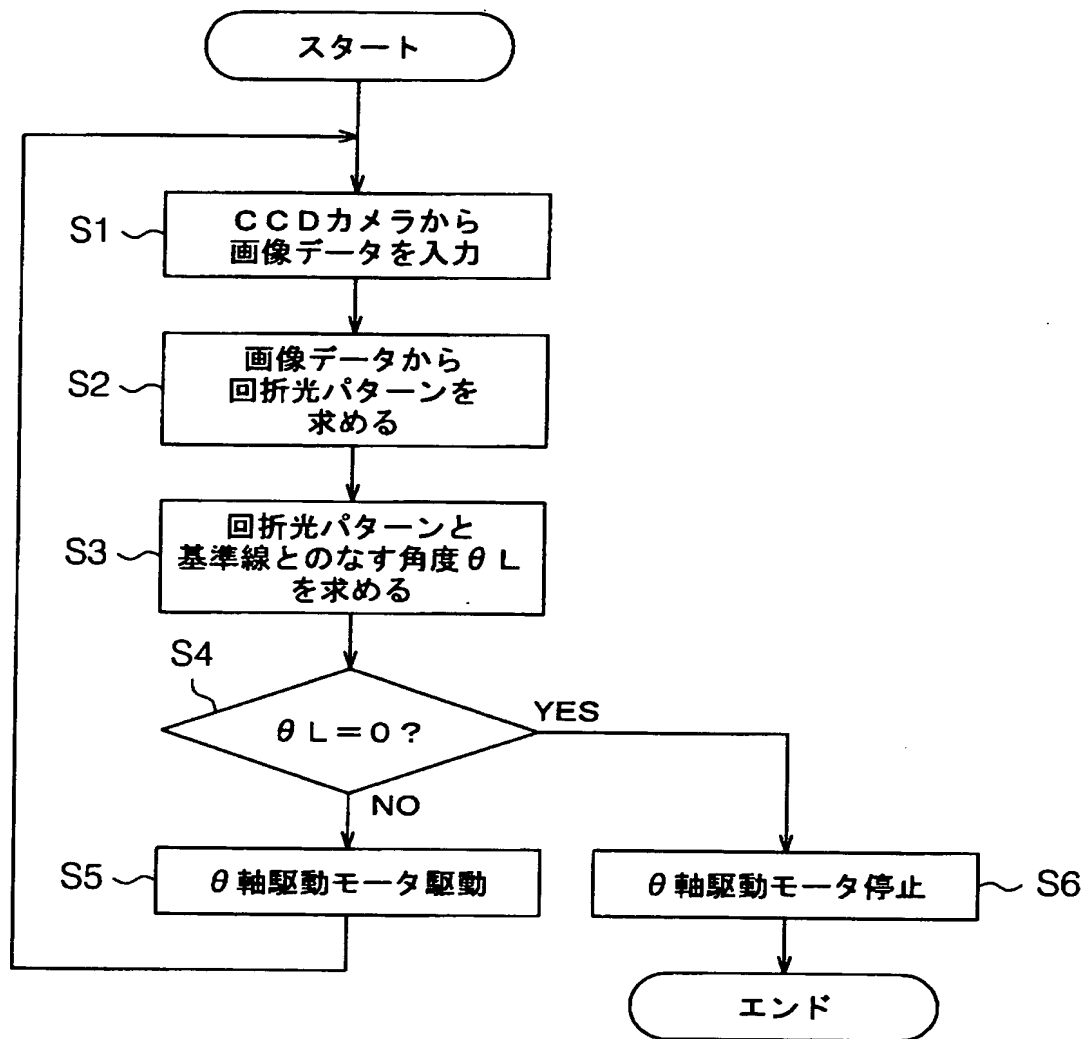 スタート
S1
CCDカメラから
画像データを入力
S2
画像データから
回折光パターンを
求める
S3
回折光パターンと
基準線とのなす角度θL
を求める
S4
θL=0?
YES
NO
S5
θ軸駆動モータ駆動
θ軸駆動モータ停止
S6
エンド